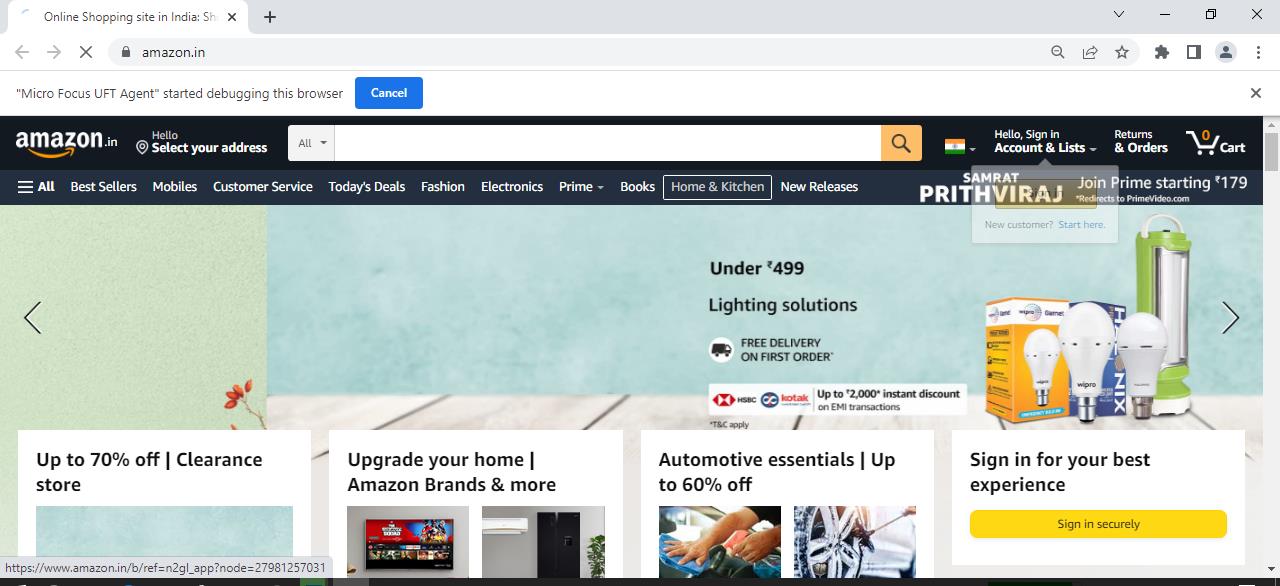 Online Shopping site in India: Sh
amazon.in
"Micro Focus UFT Agent" started debugging this browser
Cancel
amazon.in
Hello
Select your address
All
Hello, Sign in
Account & Lists
Returns
& Orders
0
Cart
All
Best Sellers
Mobiles
Customer Service
Today's Deals
Fashion
Electronics
Prime
Books
Home & Kitchen
New Releases
SAMRAT
PRITHVIRAJ
Join Prime starting ₹179
*Redirects to PrimeVideo.com
New customer? Start here.
Under ₹499
Lighting solutions
FREE DELIVERY
ON FIRST ORDER*
HSBC
kotak
Up to ₹2,000* instant discount
on EMI transactions
*T&C apply
wipro
Garnet
wipro
Up to 70% off | Clearance
store
Upgrade your home |
Amazon Brands & more
Automotive essentials | Up
to 60% off
Sign in for your best
experience
Sign in securely
https://www.amazon.in/b/ref=n2gl_app?node=27981257031